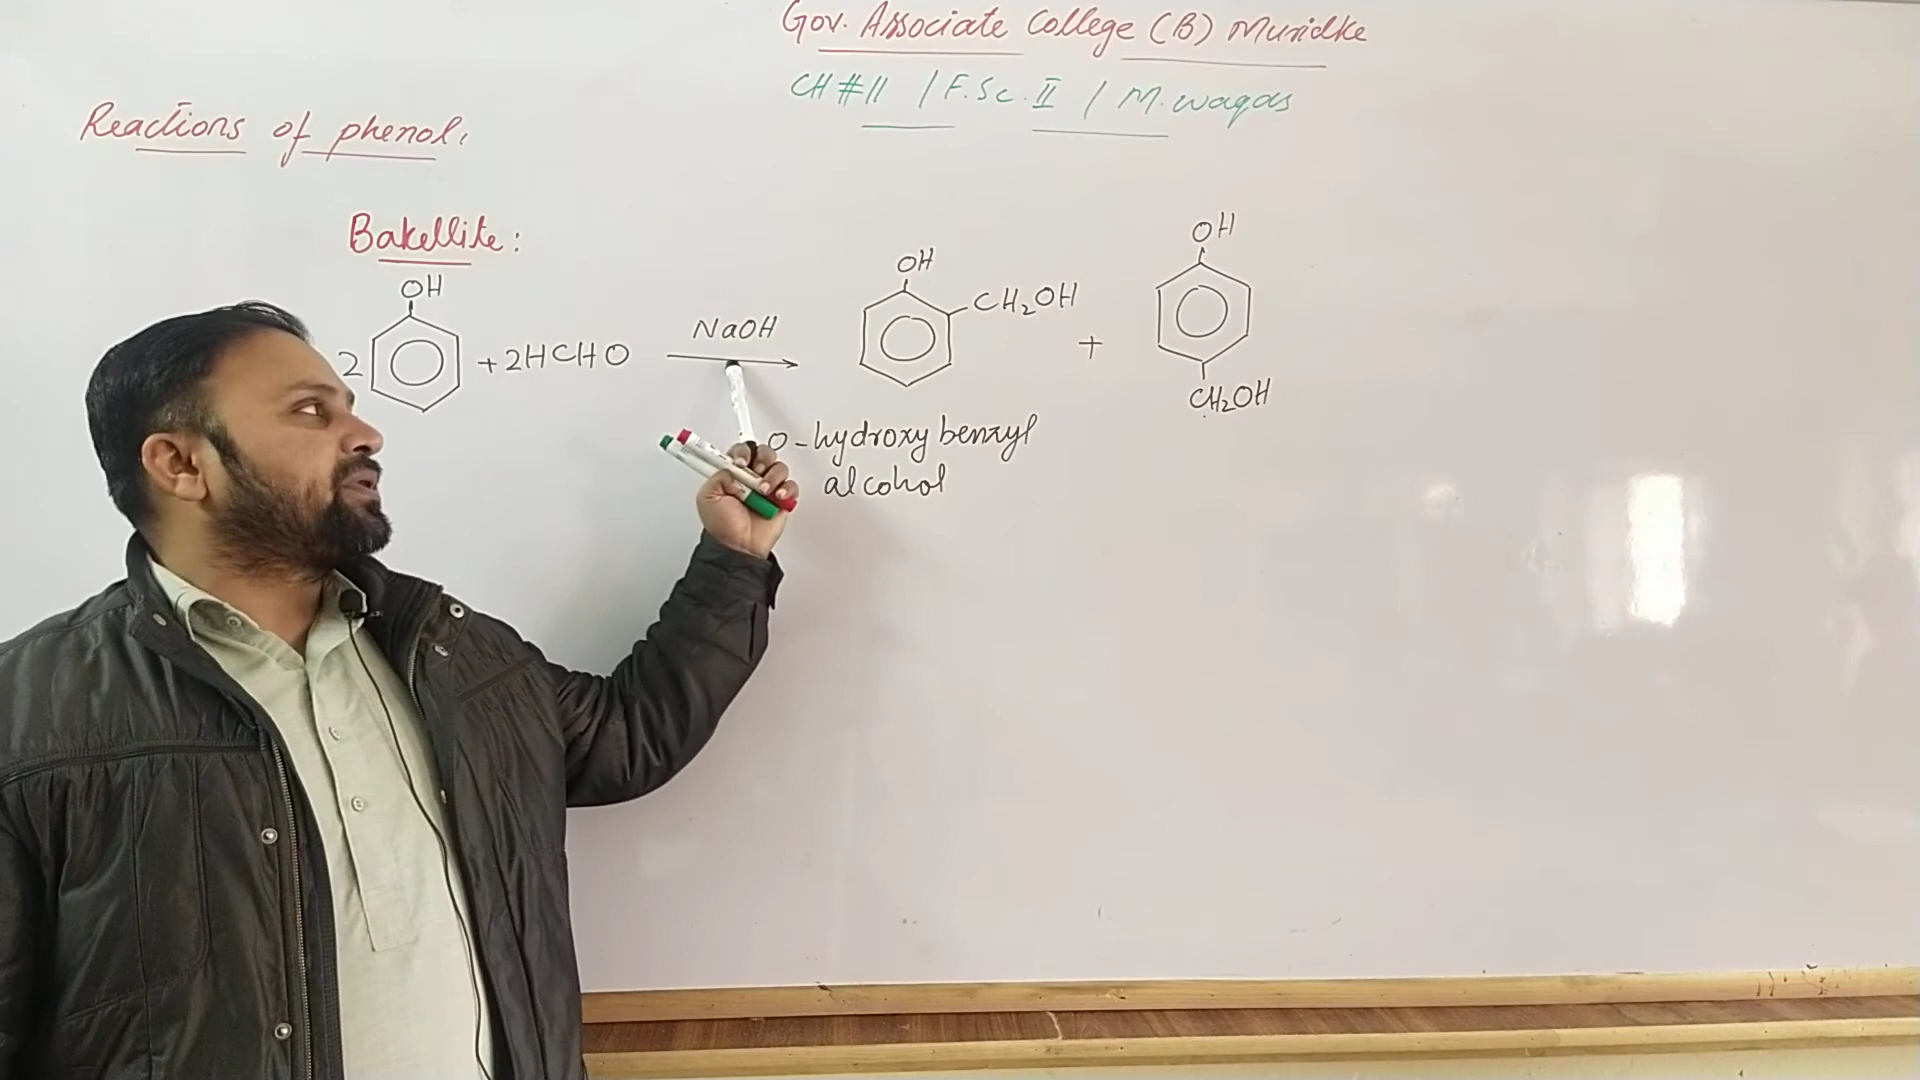 Gov. Associate College (B) Muridke
CH # 11 / F.Sc. II / M. waqas
Reactions of phenol.
Bakellite:
OH
2 + 2HCHO
NaOH
OH
CH₂OH
+
OH
CH₂OH
o-hydroxy benzyl
alcohol